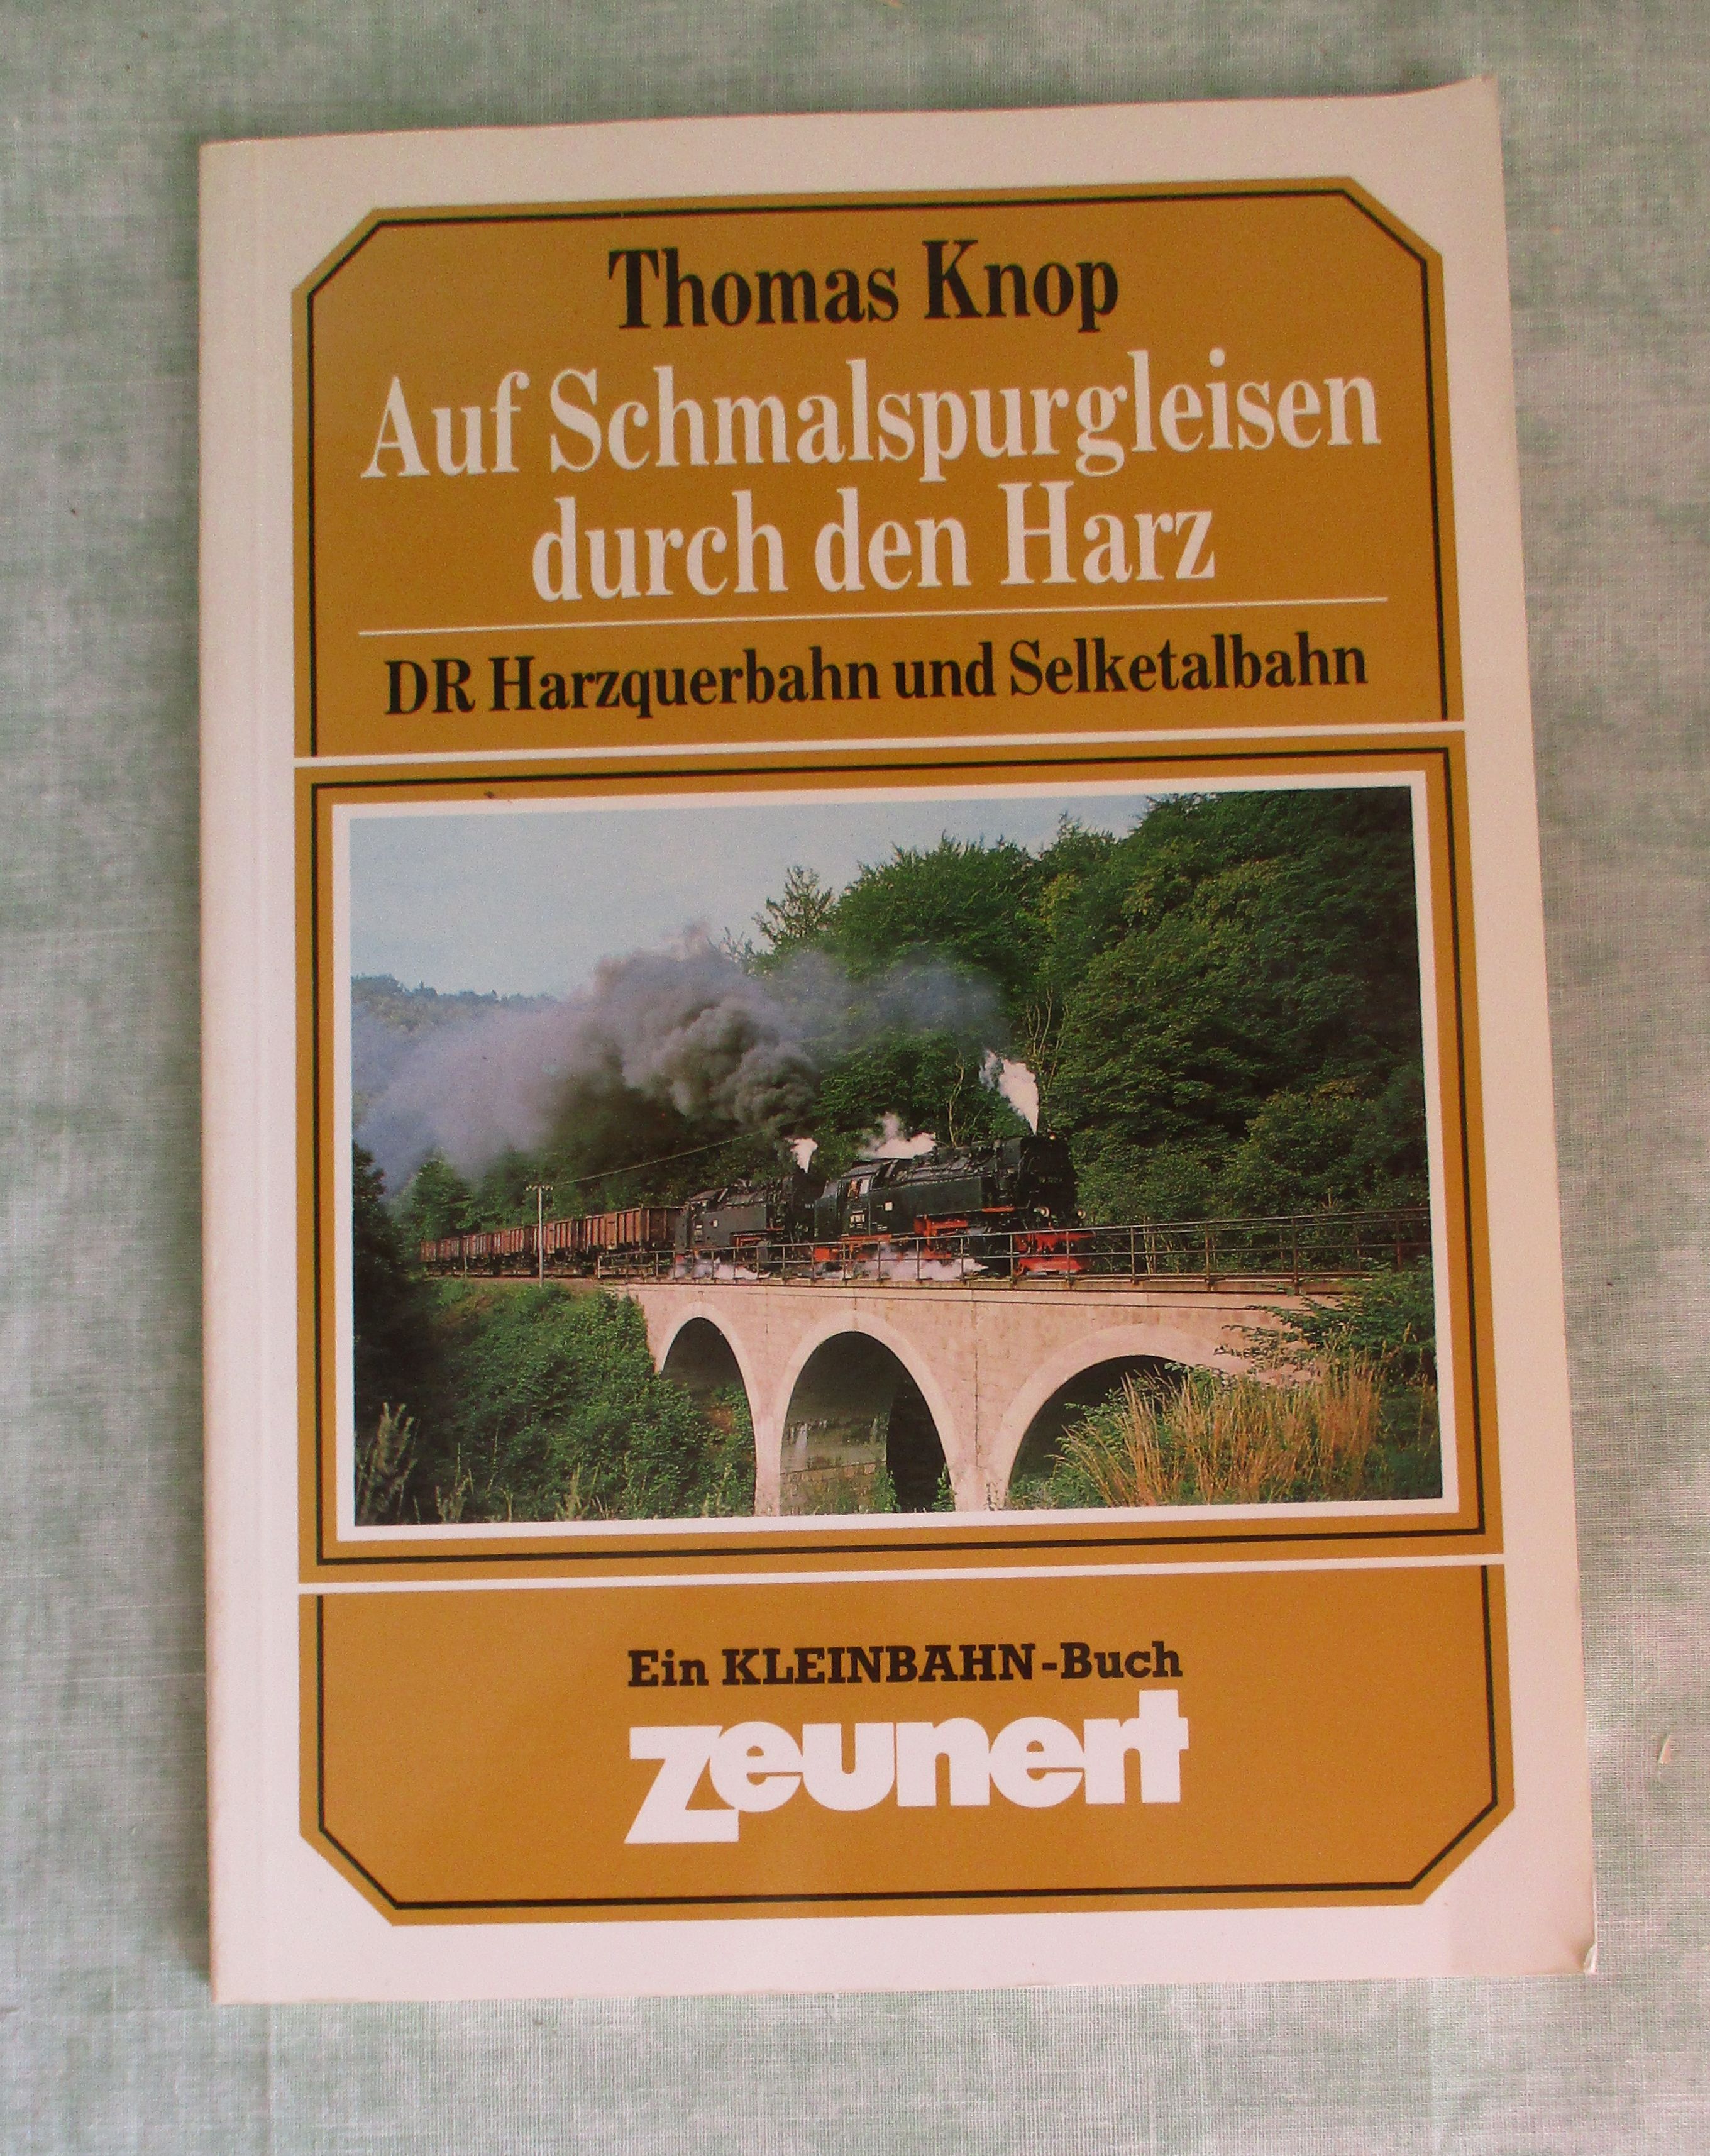 Thomas Knop
Auf Schmalspurgleisen
durch den Harz
DR Harzquerbahn und Selketalbahn
Ein KLEINBAHN-Buch
zeunert